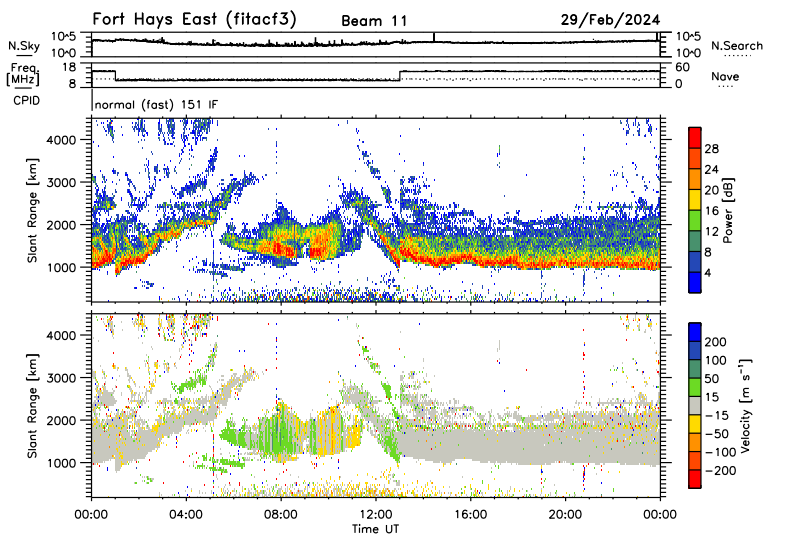 Fort Hays East (fitacf3) Beam 11 29/Feb/2024
N.Sky 10^5 10^0 10^5 10^0 N.Search
Freq. [MHz] 18 8 60 0 Nave
CPID normal (fast) 151 IF
Slant Range [km]
4000
3000
2000
1000
Power [dB]
28
24
20
16
12
8
4
Slant Range [km]
4000
3000
2000
1000
Velocity [m s⁻¹]
200
100
50
15
−15
−50
−100
−200
00:00 04:00 08:00 12:00 16:00 20:00 00:00
Time UT